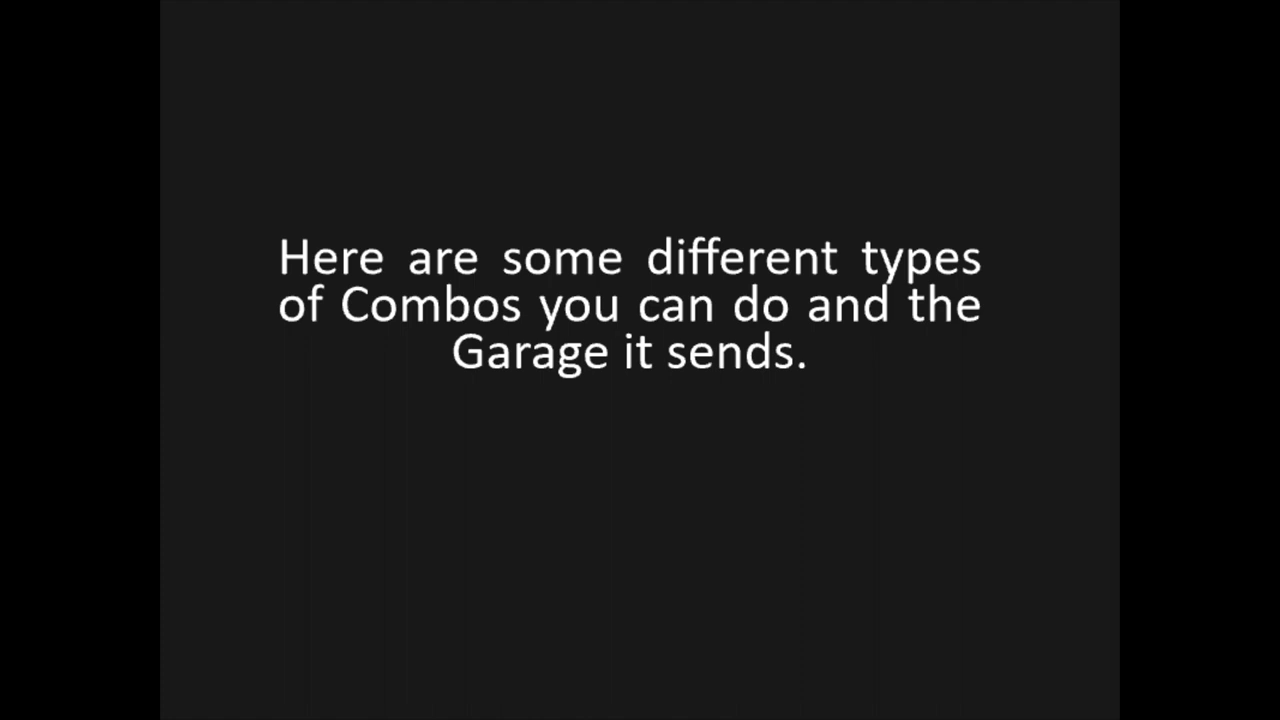 Here are some different types
of Combos you can do and the
Garage it sends.